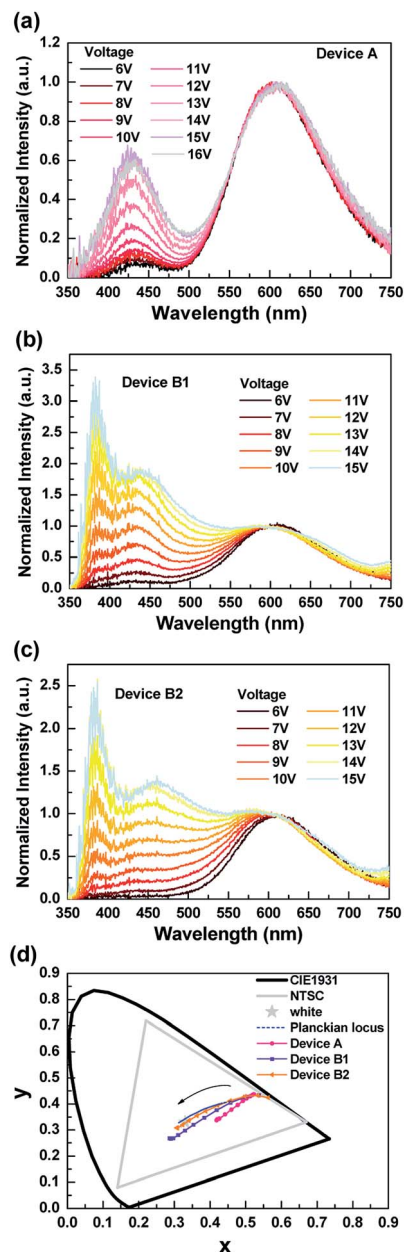 (a)
Normalized Intensity (a.u.)
1.0
0.8
0.6
0.4
0.2
0.0
Voltage
Device A
6V
11V
7V
12V
8V
13V
9V
14V
10V
15V
16V
350 400 450 500 550 600 650 700 750
Wavelength (nm)
(b)
Normalized Intensity (a.u.)
3.5
3.0
2.5
2.0
1.5
1.0
0.5
0.0
Device B1
Voltage
6V
11V
7V
12V
8V
13V
9V
14V
10V
15V
350 400 450 500 550 600 650 700 750
Wavelength (nm)
(c)
Normalized Intensity (a.u.)
2.5
2.0
1.5
1.0
0.5
0.0
Device B2
Voltage
6V
11V
7V
12V
8V
13V
9V
14V
10V
15V
350 400 450 500 550 600 650 700 750
Wavelength (nm)
(d)
y
0.9
0.8
0.7
0.6
0.5
0.4
0.3
0.2
0.1
0.0
CIE1931
NTSC
white
Planckian locus
Device A
Device B1
Device B2
0.0 0.1 0.2 0.3 0.4 0.5 0.6 0.7 0.8 0.9
x